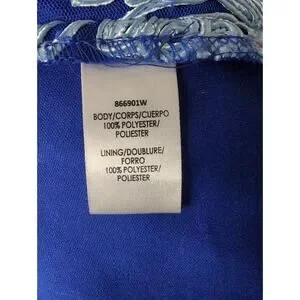 866901W
BODY/CORPS/CUERPO
100% POLYESTER/
POLIESTER
LINING/DOUBLURE/
FORRO
100% POLYESTER/
POLIESTER